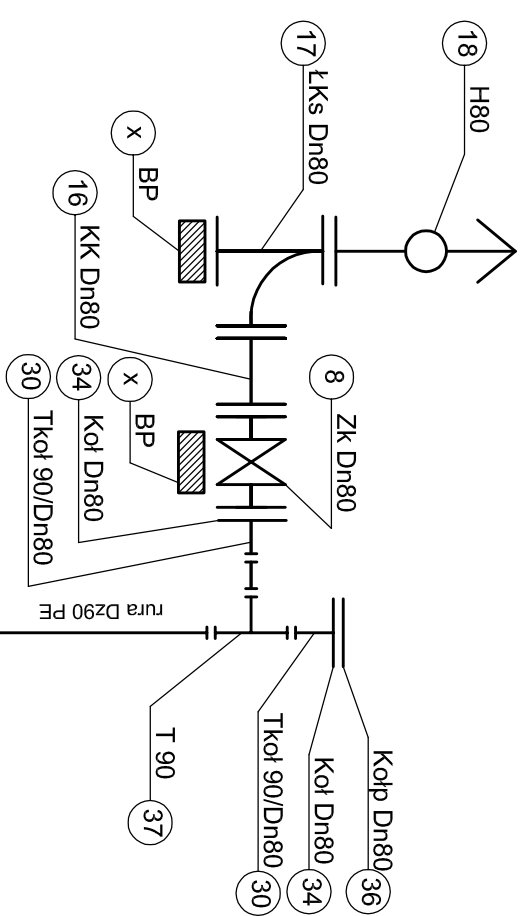 18 H80
17 ŁKs Dn80
x BP
16 KK Dn80
8 Zk Dn80
x BP
34 Koł Dn80
30 Tkoł 90/Dn80
rura Dz90 PE
Kołp Dn80 36
Koł Dn80 34
Tkoł 90/Dn80 30
T 90 37